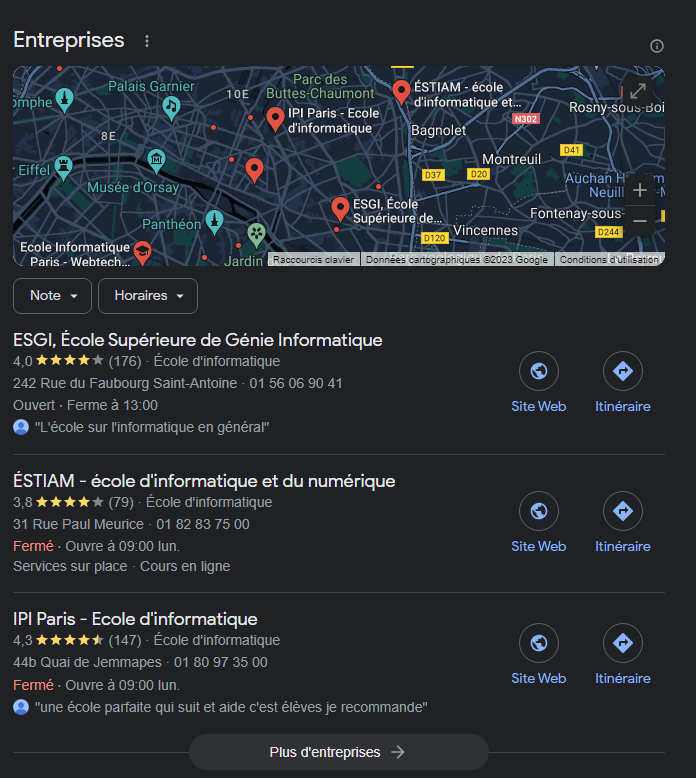 Entreprises
omphe
Palais Garnier
Parc des
Buttes-Chaumont
10E
ÉSTIAM - école
d'informatique et...
Rosny-sous-Boi
IPI Paris - Ecole
d'informatique
N302
8E
Bagnolet
D41
Montreuil
Eiffel
Musée d'Orsay
D37
D20
Auchan H
Neuill
ESGI, École
Supérieure de...
Panthéon
Fontenay-sous-
D244
D120
Vincennes
Ecole Informatique
Paris - Webtech...
Jardin d
Raccourcis clavier
Données cartographiques ©2023 Google
Conditions d'utilisation
Note
Horaires
ESGI, École Supérieure de Génie Informatique
4,0 (176) · École d'informatique
242 Rue du Faubourg Saint-Antoine · 01 56 06 90 41
Ouvert · Ferme à 13:00
"L'école sur l'informatique en général"
Site Web
Itinéraire
ÉSTIAM - école d'informatique et du numérique
3,8 (79) · École d'informatique
31 Rue Paul Meurice · 01 82 83 75 00
Fermé · Ouvre à 09:00 lun.
Services sur place · Cours en ligne
Site Web
Itinéraire
IPI Paris - Ecole d'informatique
4,3 (147) · École d'informatique
44b Quai de Jemmapes · 01 80 97 35 00
Fermé · Ouvre à 09:00 lun.
"une école parfaite qui suit et aide c'est élèves je recommande"
Site Web
Itinéraire
Plus d'entreprises